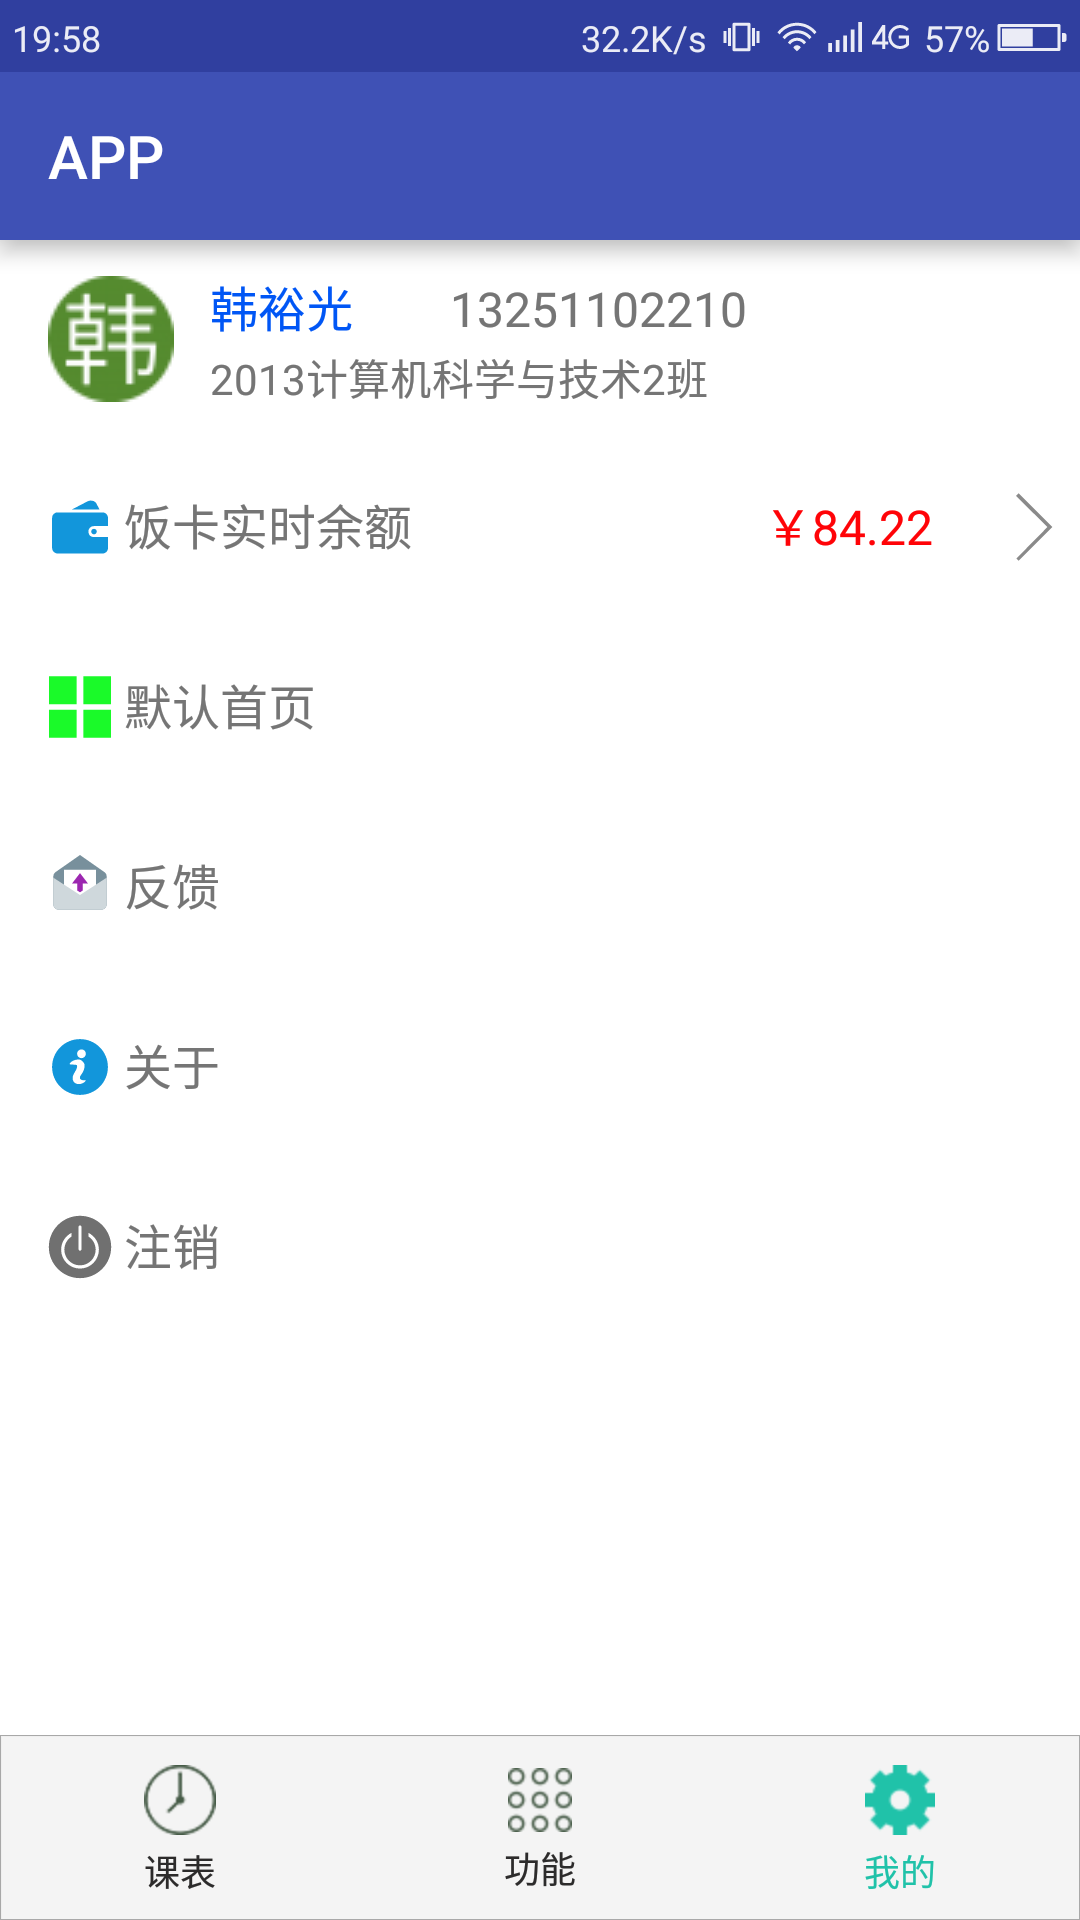 19:58 32.2K/s 4G 57%
APP
韩 韩裕光 13251102210
2013计算机科学与技术2班
饭卡实时余额 ￥84.22
默认首页
反馈
关于
注销
课表 功能 我的